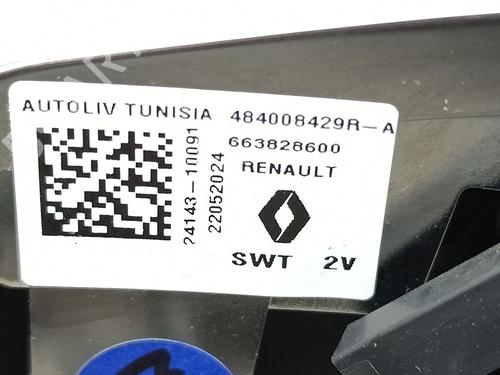 AUTOLIV TUNISIA 484008429R-A
663828600
RENAULT
24143-10091
22052024
SWT 2V